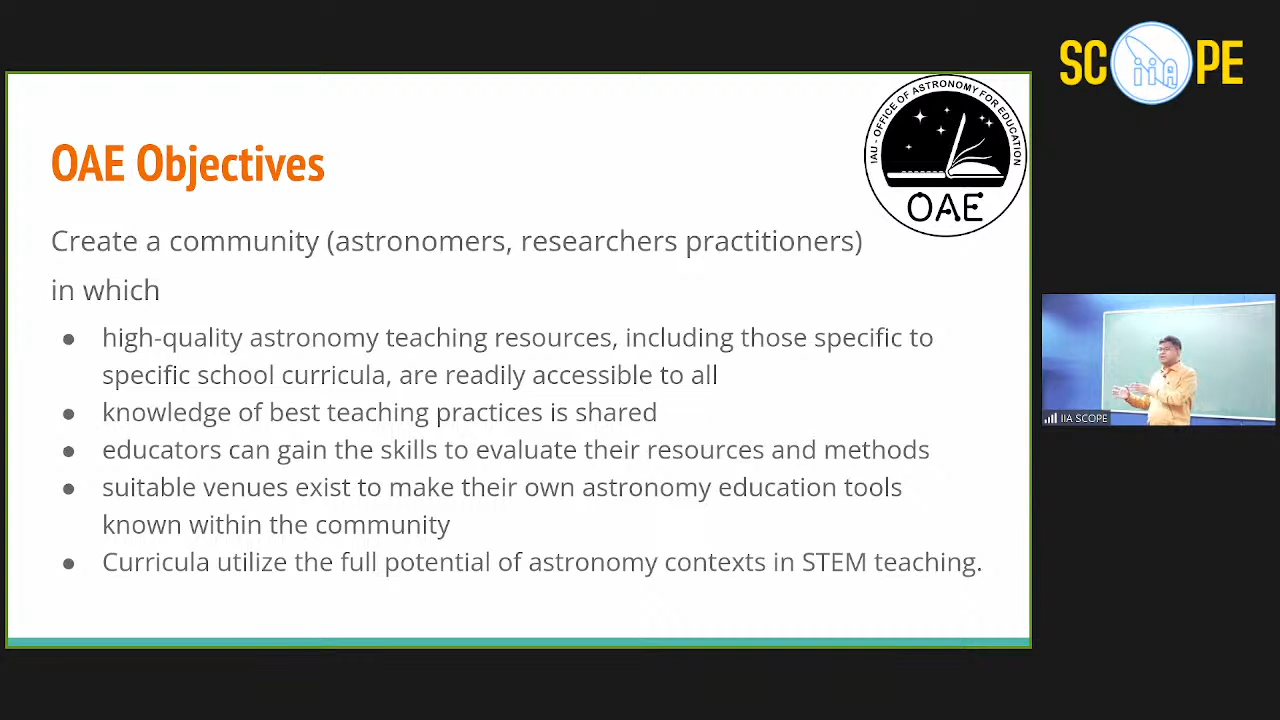 SC iiA PE
IAU - OFFICE OF ASTRONOMY FOR EDUCATION
OAE
OAE Objectives
Create a community (astronomers, researchers practitioners)
in which
● high-quality astronomy teaching resources, including those specific to
specific school curricula, are readily accessible to all
● knowledge of best teaching practices is shared
● educators can gain the skills to evaluate their resources and methods
● suitable venues exist to make their own astronomy education tools
known within the community
● Curricula utilize the full potential of astronomy contexts in STEM teaching.
IIA SCOPE